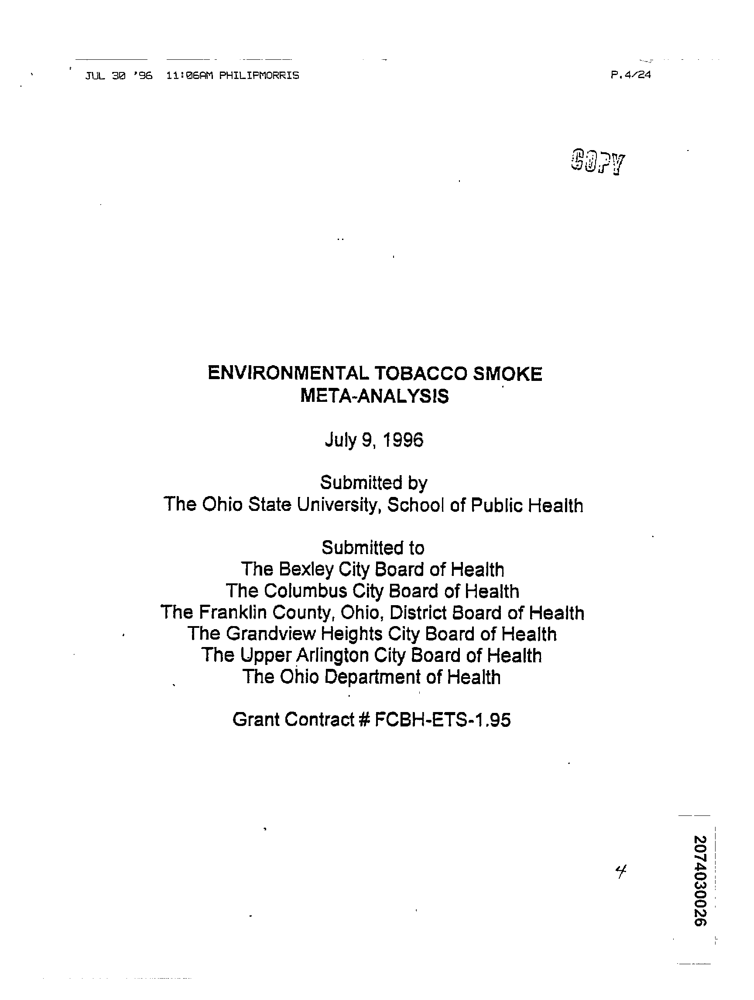 JUL 30 '96 11:06AM PHILIPMORRIS P.4/24
COPY
ENVIRONMENTAL TOBACCO SMOKE
META-ANALYSIS
July 9, 1996
Submitted by
The Ohio State University, School of Public Health
Submitted to
The Bexley City Board of Health
The Columbus City Board of Health
The Franklin County, Ohio, District Board of Health
The Grandview Heights City Board of Health
The Upper Arlington City Board of Health
The Ohio Department of Health
Grant Contract # FCBH-ETS-1.95
4
2074030026